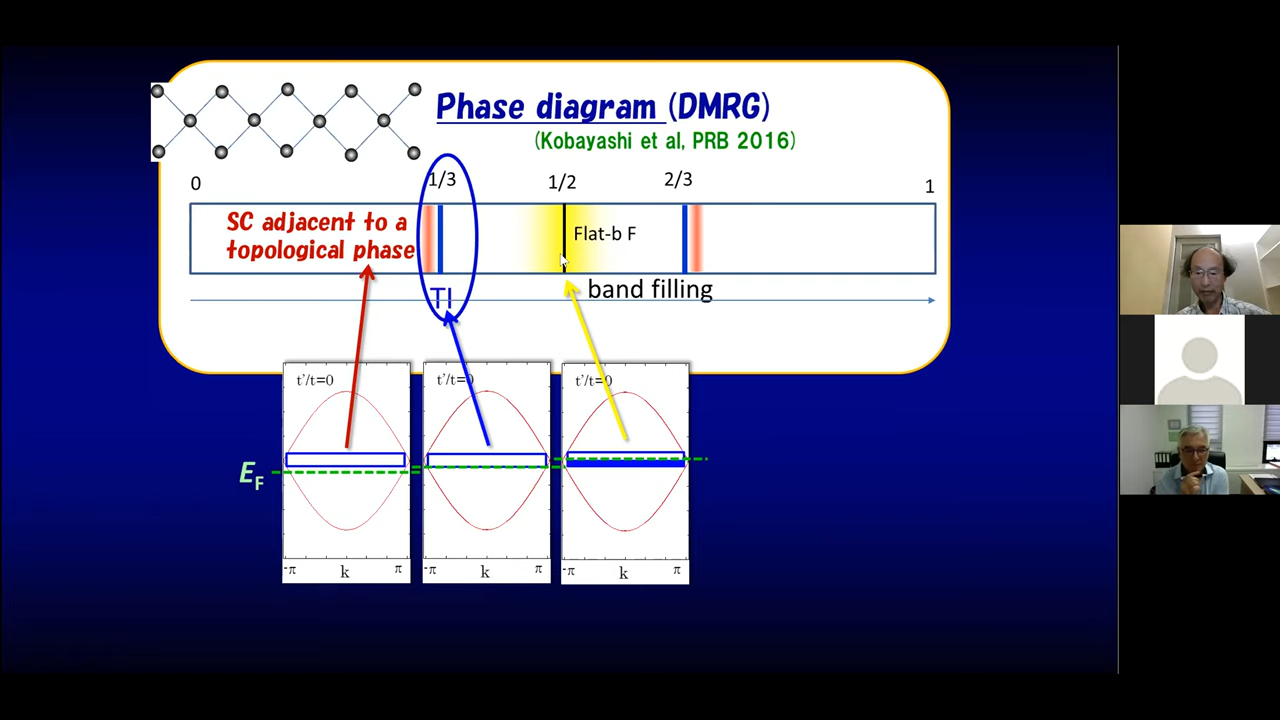 Phase diagram (DMRG)
(Kobayashi et al, PRB 2016)
0
1/3
1/2
2/3
1
SC adjacent to a
topological phase
Flat-b F
TI
band filling
t'/t=0
t'/t=0
t'/t=0
EF
-π
k
π
-π
k
π
-π
k
π